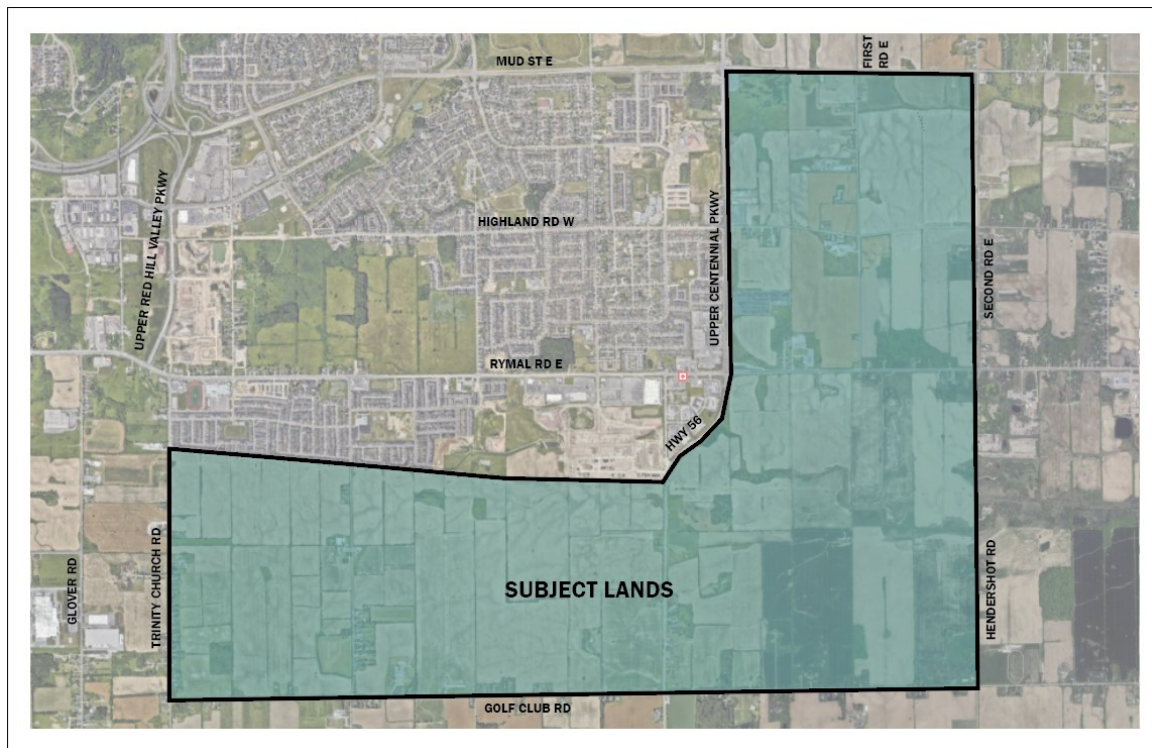 MUD ST E
FIRST
RD E
UPPER RED HILL VALLEY PKWY
HIGHLAND RD W
UPPER CENTENNIAL PKWY
SECOND RD E
RYMAL RD E
HWY 56
GLOVER RD
TRINITY CHURCH RD
SUBJECT LANDS
HENDERSHOT RD
GOLF CLUB RD